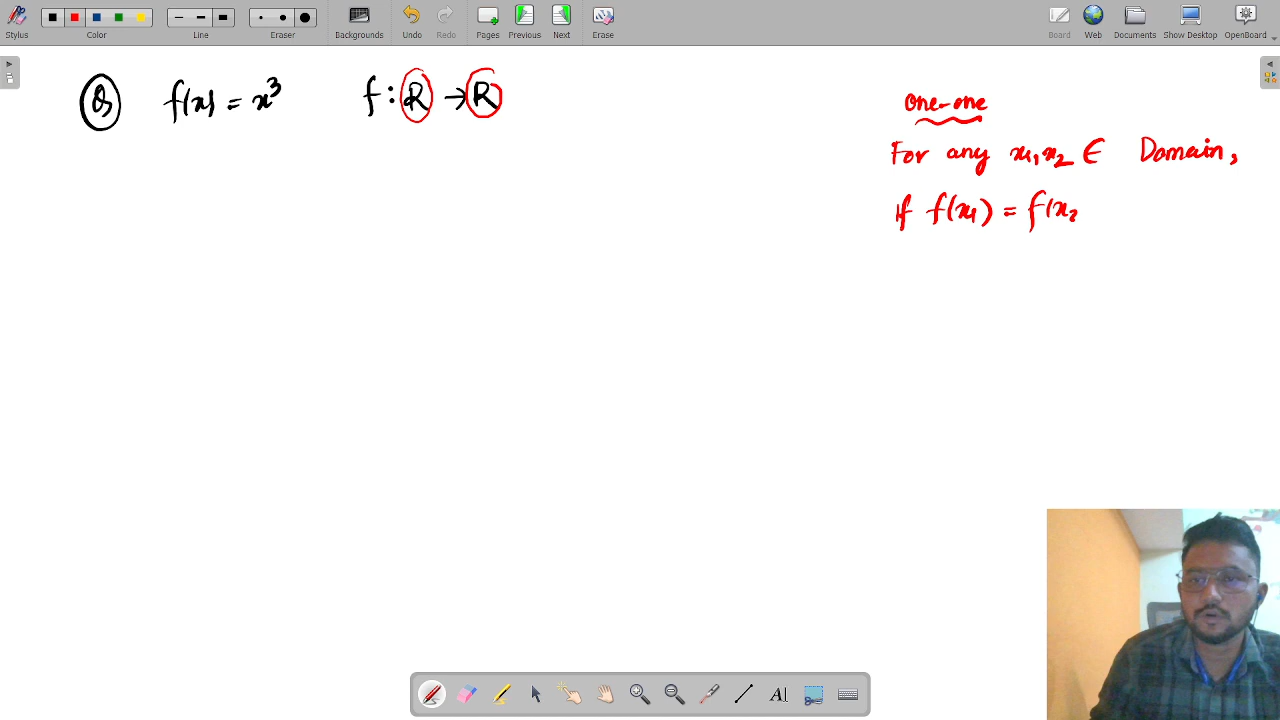 Stylus
Color
Line
Eraser
Backgrounds
Undo
Redo
Pages
Previous
Next
Erase
Board
Web
Documents
Show Desktop
OpenBoard
Q f(x) = x³ f : R → R
one-one
For any x₁, x₂ ∈ Domain,
If f(x₁) = f(x₂
AI